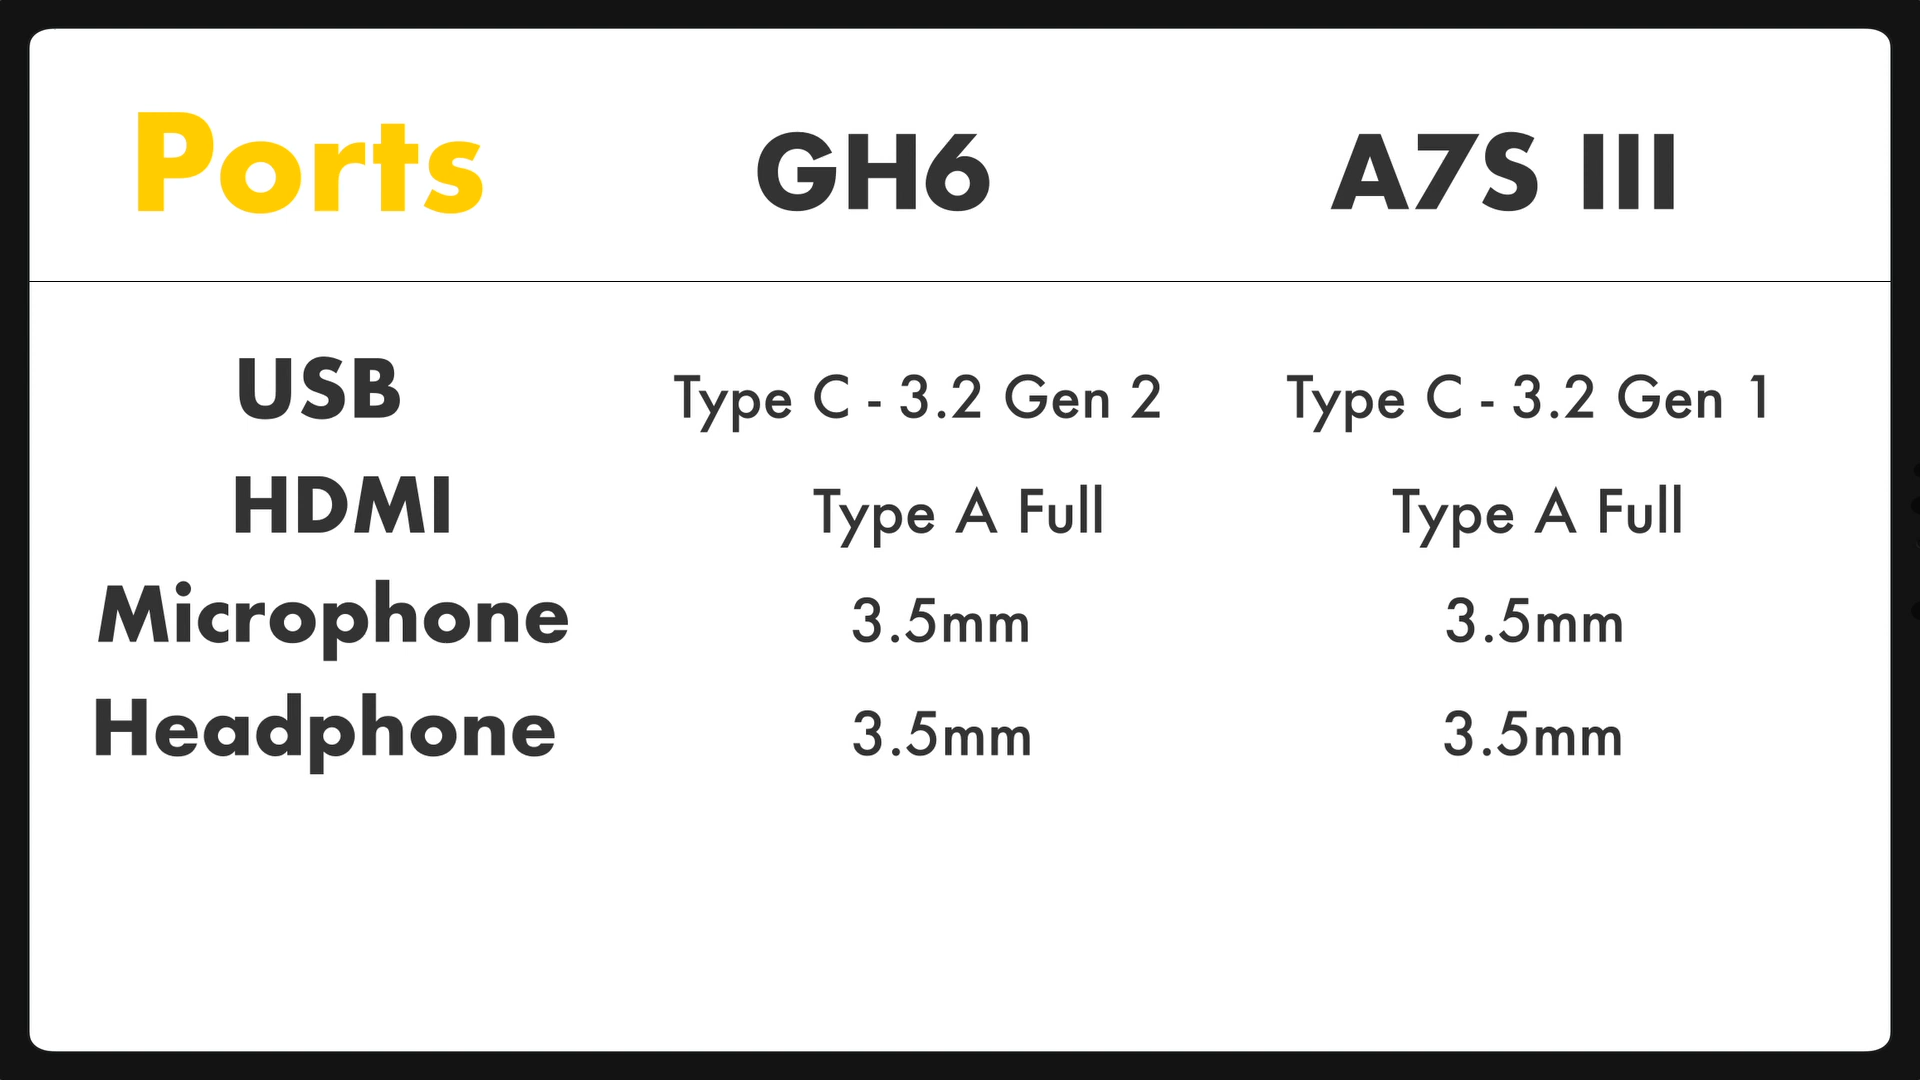 Ports GH6 A7S III
USB Type C - 3.2 Gen 2 Type C - 3.2 Gen 1
HDMI Type A Full Type A Full
Microphone 3.5mm 3.5mm
Headphone 3.5mm 3.5mm